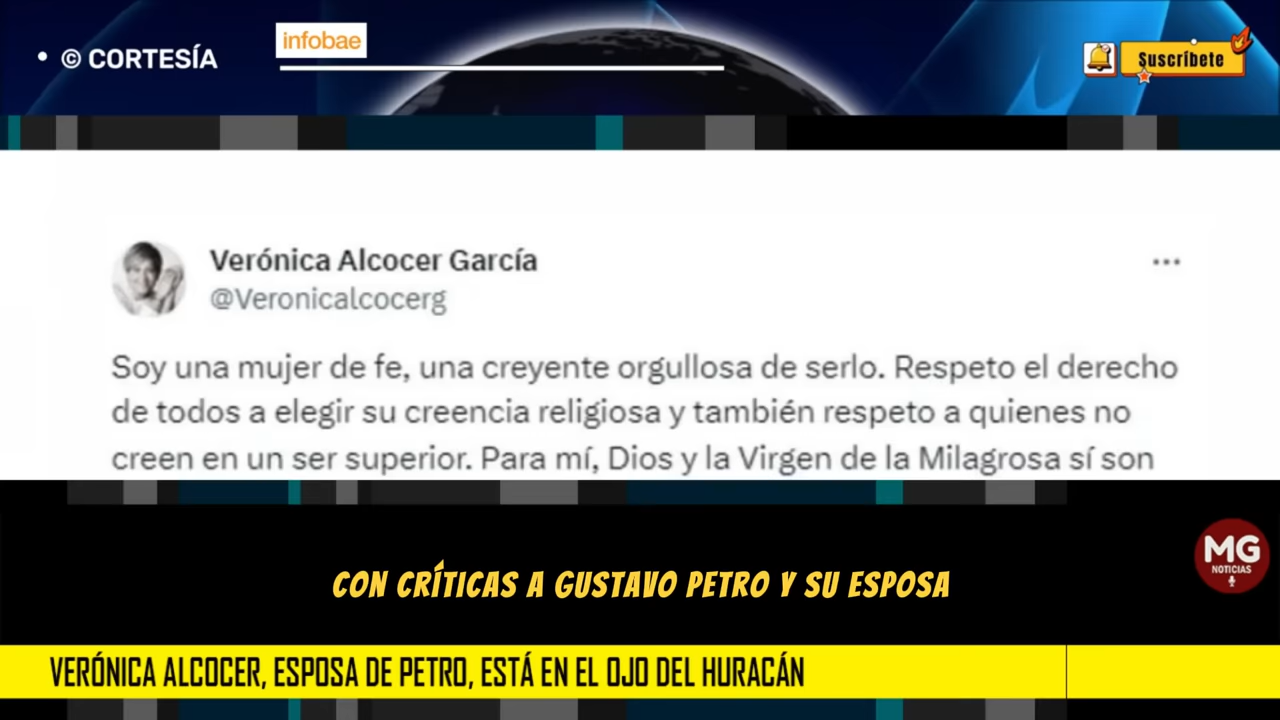 © CORTESÍA
infobae
Suscríbete
Verónica Alcocer García
@Veronicalcocerg
Soy una mujer de fe, una creyente orgullosa de serlo. Respeto el derecho
de todos a elegir su creencia religiosa y también respeto a quienes no
creen en un ser superior. Para mí, Dios y la Virgen de la Milagrosa sí son
MG
NOTICIAS
CON CRÍTICAS A GUSTAVO PETRO Y SU ESPOSA
VERÓNICA ALCOCER, ESPOSA DE PETRO, ESTÁ EN EL OJO DEL HURACÁN